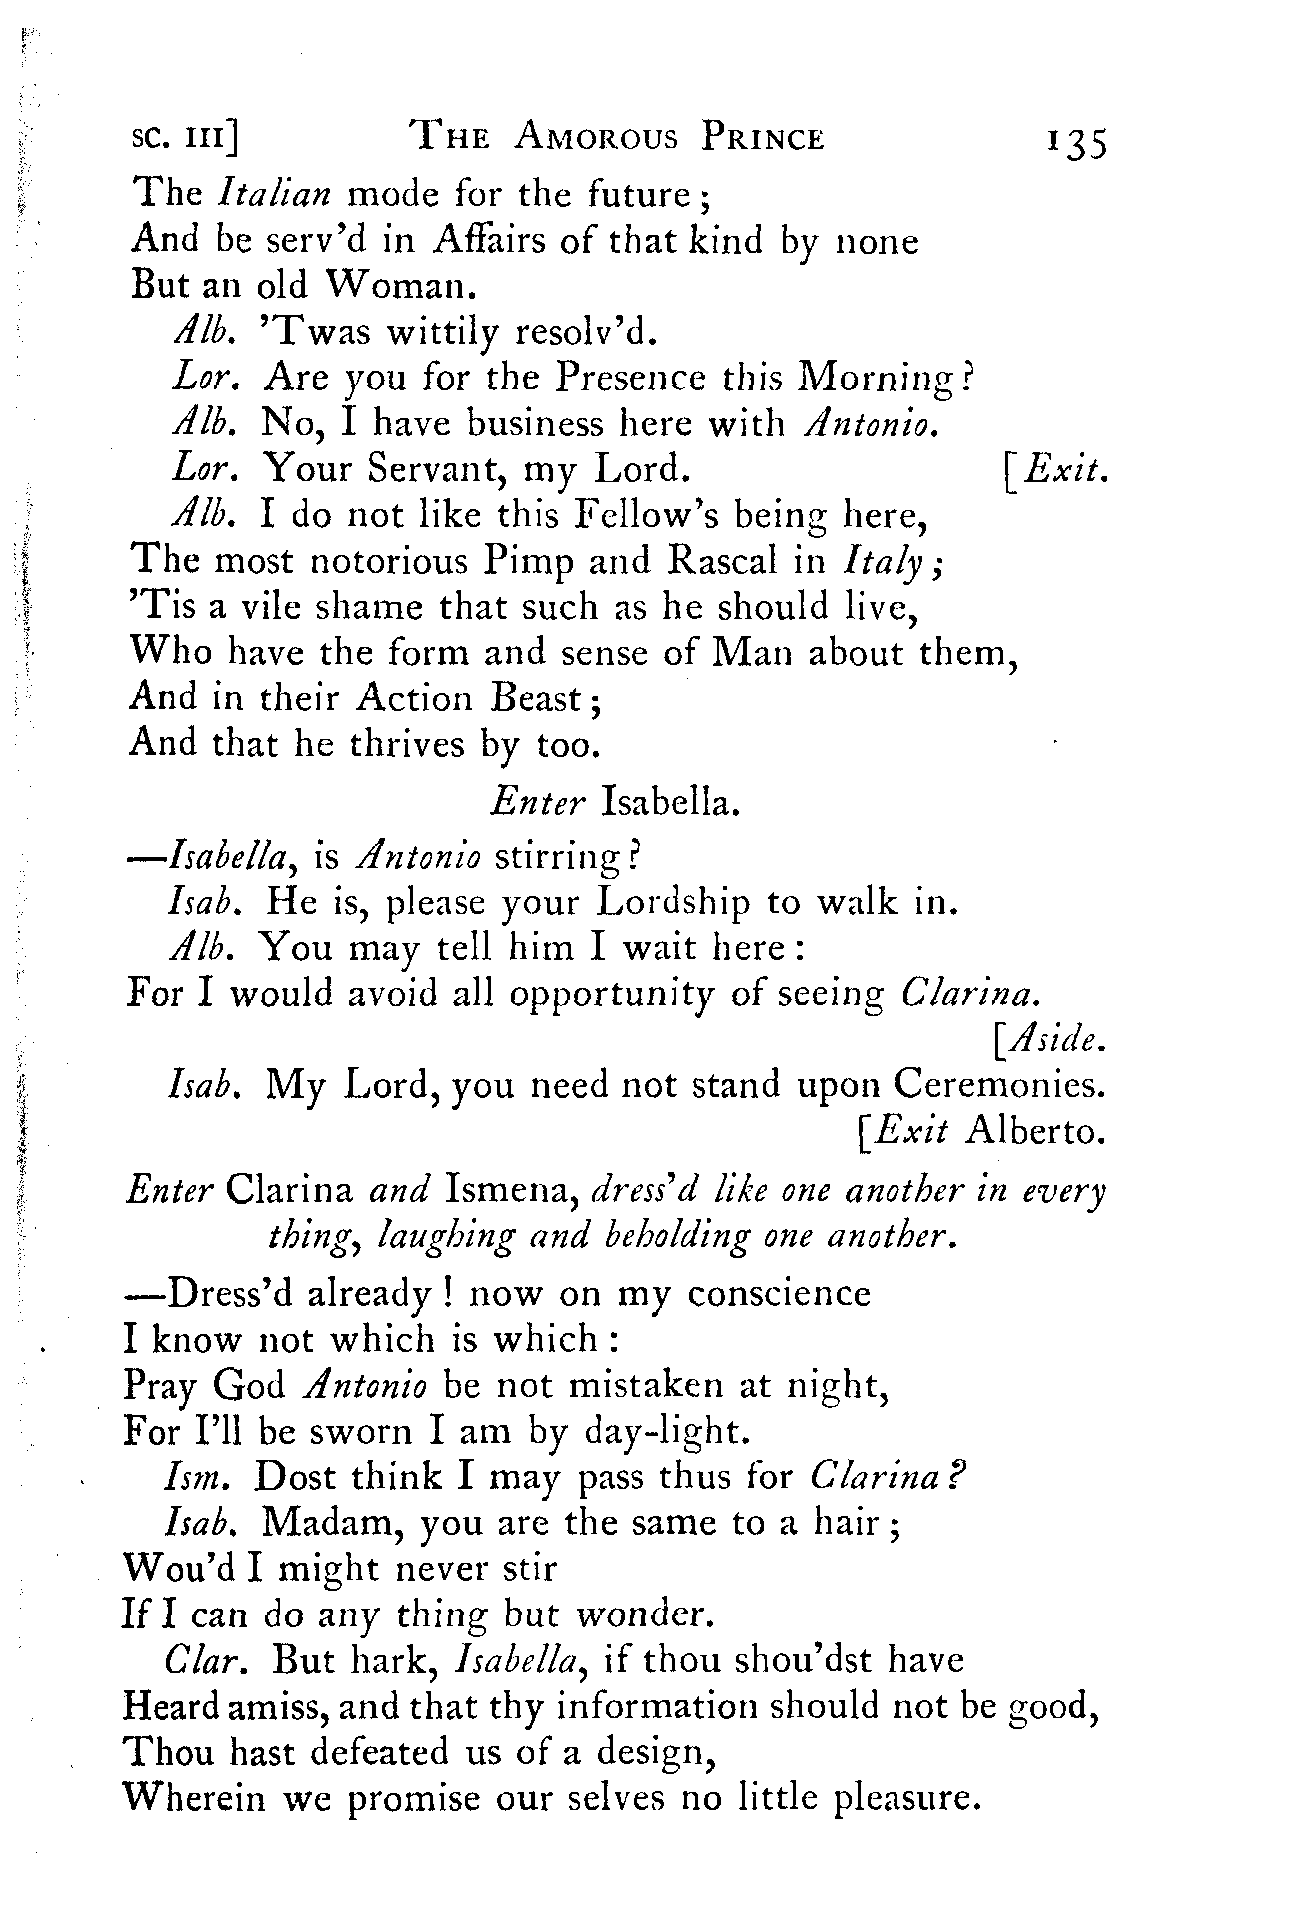 SC. III] THE AMOROUS PRINCE 135
The Italian mode for the future;
And be serv'd in Affairs of that kind by none
But an old Woman.
Alb. 'Twas wittily resolv'd.
Lor. Are you for the Presence this Morning?
Alb. No, I have business here with Antonio.
Lor. Your Servant, my Lord. [Exit.
Alb. I do not like this Fellow's being here,
The most notorious Pimp and Rascal in Italy;
'Tis a vile shame that such as he should live,
Who have the form and sense of Man about them,
And in their Action Beast;
And that he thrives by too.
Enter Isabella.
—Isabella, is Antonio stirring?
Isab. He is, please your Lordship to walk in.
Alb. You may tell him I wait here:
For I would avoid all opportunity of seeing Clarina.
[Aside.
Isab. My Lord, you need not stand upon Ceremonies.
[Exit Alberto.
Enter Clarina and Ismena, dress'd like one another in every
thing, laughing and beholding one another.
—Dress'd already! now on my conscience
I know not which is which:
Pray God Antonio be not mistaken at night,
For I'll be sworn I am by day-light.
Ism. Dost think I may pass thus for Clarina?
Isab. Madam, you are the same to a hair;
Wou'd I might never stir
If I can do any thing but wonder.
Clar. But hark, Isabella, if thou shou'dst have
Heard amiss, and that thy information should not be good,
Thou hast defeated us of a design,
Wherein we promise our selves no little pleasure.